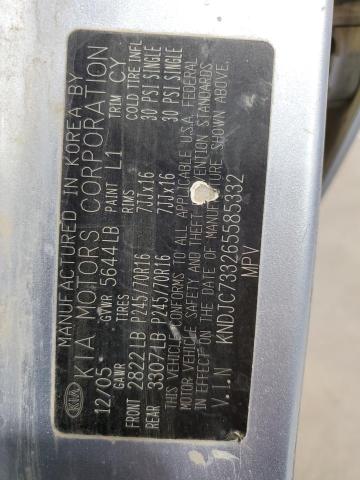 MANUFACTURED IN KOREA BY
KIA KIA MOTORS CORPORATION
12/05 GVWR 5644LB PAINT L1 TRIM CY
GAWR TIRES RIMS COLD TIRE INFL
FRONT 2822LB P245/70R16 7JJx16 30 PSI SINGLE
REAR 3307LB P245/70R16 7JJx16 30 PSI SINGLE
THIS VEHICLE CONFORMS TO ALL APPLICABLE U.S.A. FEDERAL
MOTOR VEHICLE SAFETY AND THEFT PREVENTION STANDARDS
IN EFFECT ON THE DATE OF MANUFACTURE SHOWN ABOVE.
V.I.N KNDJC733265585332
MPV